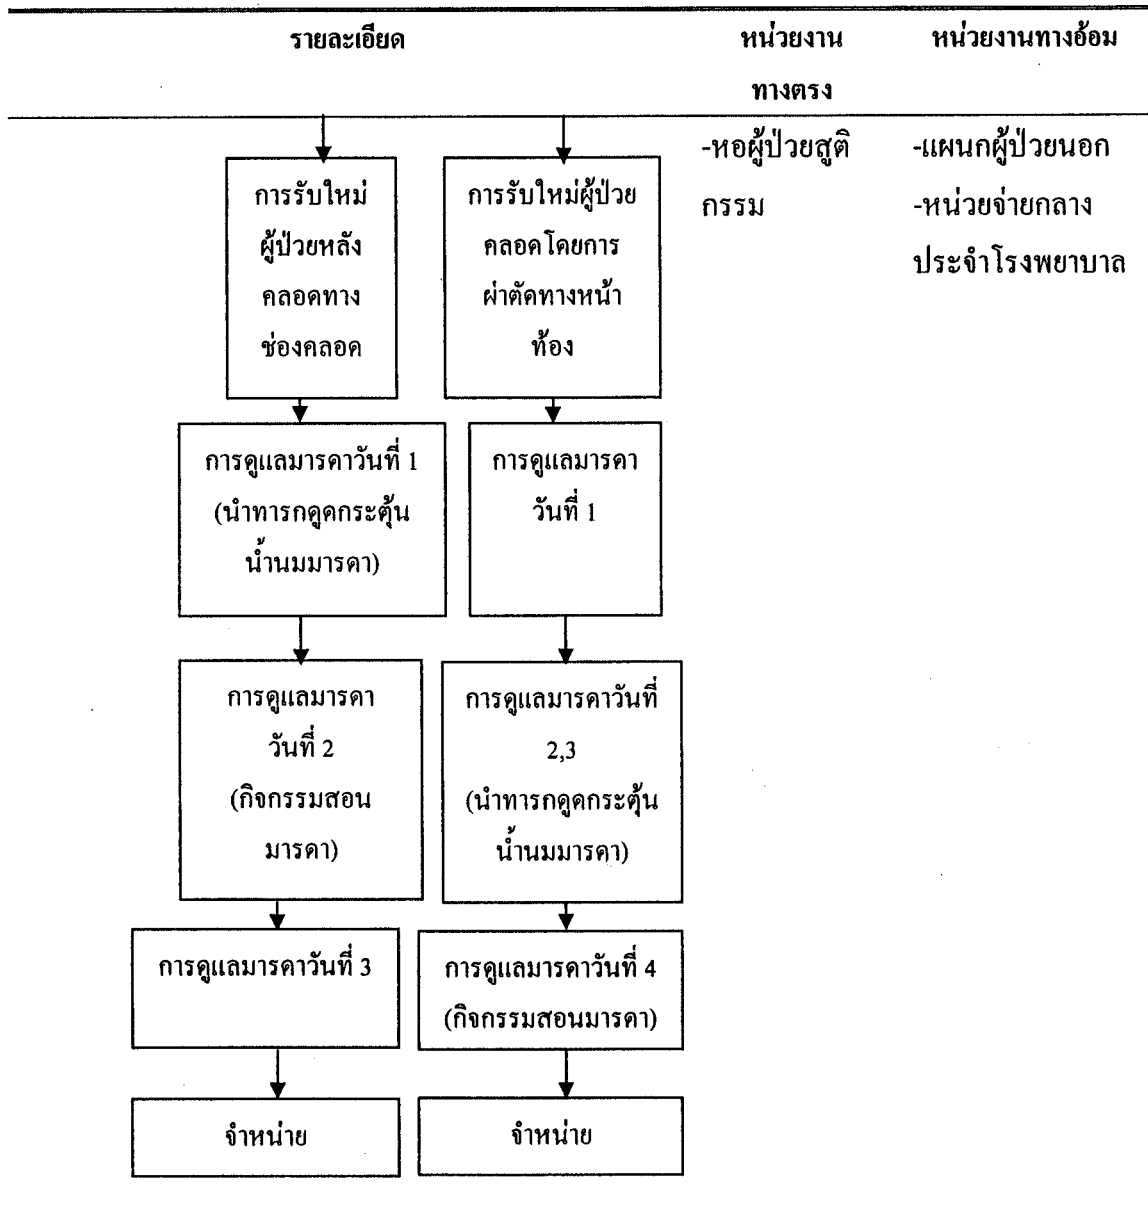 รายละเอียด
หน่วยงาน
ทางตรง
หน่วยงานทางอ้อม
การรับใหม่
ผู้ป่วยหลัง
คลอดทาง
ช่องคลอด
การรับใหม่ผู้ป่วย
คลอดโดยการ
ผ่าตัดทางหน้า
ท้อง
-หอผู้ป่วยสูติ
กรรม
-แผนกผู้ป่วยนอก
-หน่วยจ่ายกลาง
ประจำโรงพยาบาล
การดูแลมารดาวันที่ 1
(นำทารกดูดกระตุ้น
น้ำนมมารดา)
การดูแลมารดา
วันที่ 1
การดูแลมารดา
วันที่ 2
(กิจกรรมสอน
มารดา)
การดูแลมารดาวันที่
2,3
(นำทารกดูดกระตุ้น
น้ำนมมารดา)
การดูแลมารดาวันที่ 3
การดูแลมารดาวันที่ 4
(กิจกรรมสอนมารดา)
จำหน่าย
จำหน่าย